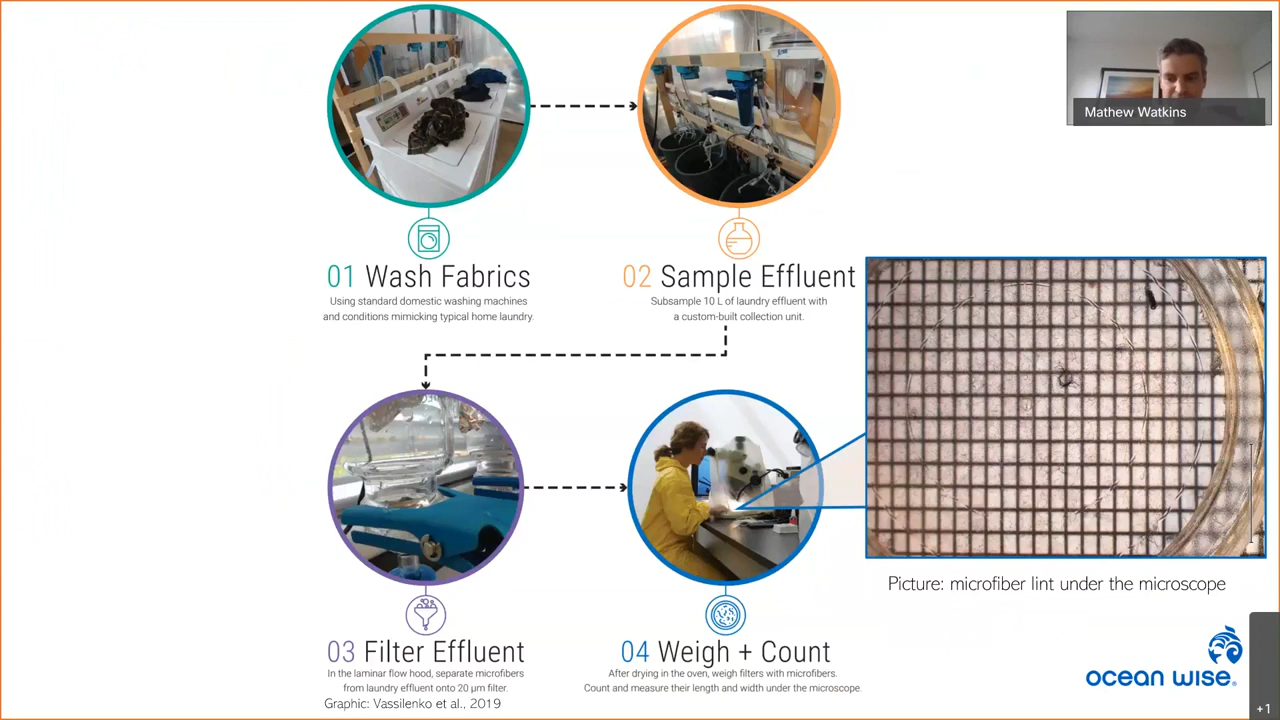 Mathew Watkins
01 Wash Fabrics
Using standard domestic washing machines
and conditions mimicking typical home laundry.
02 Sample Effluent
Subsample 10 L of laundry effluent with
a custom-built collection unit.
03 Filter Effluent
In the laminar flow hood, separate microfibers
from laundry effluent onto 20 µm filter.
Graphic: Vassilenko et al., 2019
04 Weigh + Count
After drying in the oven, weigh filters with microfibers.
Count and measure their length and width under the microscope.
Picture: microfiber lint under the microscope
ocean wise®
+1